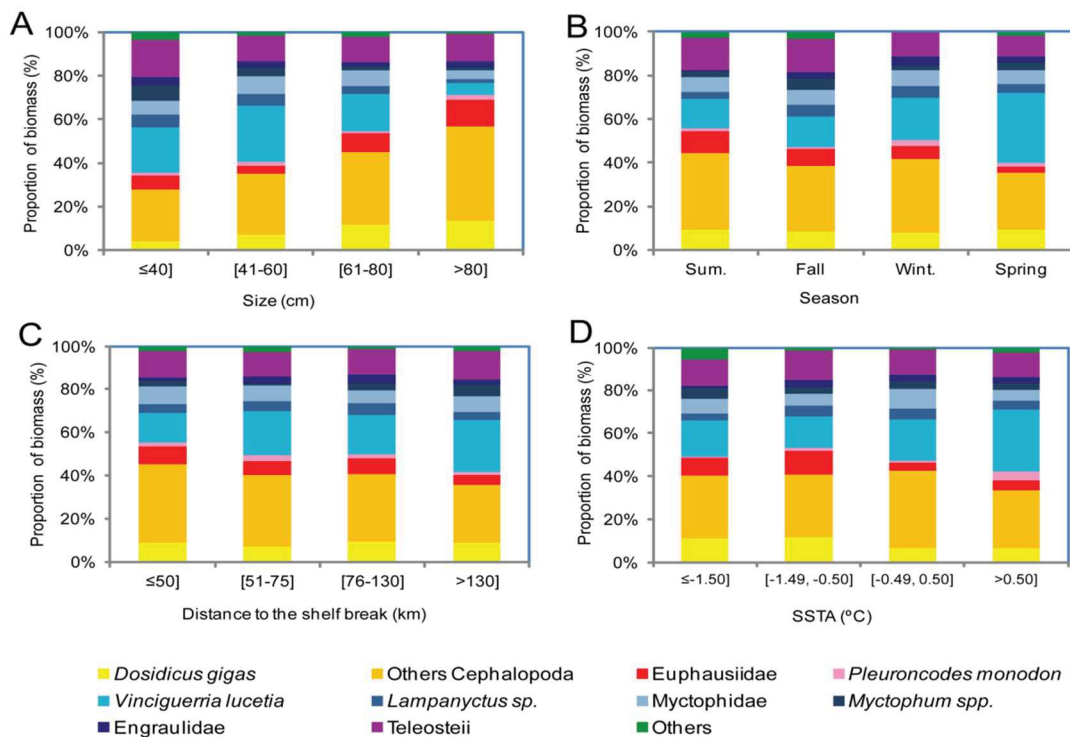 A
Proportion of biomass (%)
100%
80%
60%
40%
20%
0%
≤40] [41-60] [61-80] >80]
Size (cm)
B
Proportion of biomass (%)
100%
80%
60%
40%
20%
0%
Sum. Fall Wint. Spring
Season
C
Proportion of biomass (%)
100%
80%
60%
40%
20%
0%
≤50] [51-75] [76-130] >130]
Distance to the shelf break (km)
D
Proportion of biomass (%)
100%
80%
60%
40%
20%
0%
≤-1.50] [-1.49, -0.50] [-0.49, 0.50] >0.50]
SSTA (ºC)
Dosidicus gigas Others Cephalopoda Euphausiidae Pleuroncodes monodon
Vinciguerria lucetia Lampanyctus sp. Myctophidae Myctophum spp.
Engraulidae Teleosteii Others